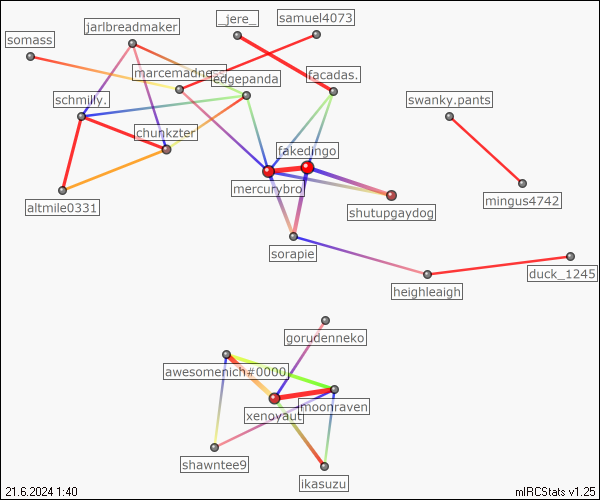 _jere_
samuel4073
jarlbreadmaker
somass
marcemadne
edgepanda
facadas.
schmilly.
swanky.pants
chunkzter
fakedingo
mercurybro
altmile0331
shutupgaydog
mingus4742
sorapie
duck_1245
heighleaigh
gorudenneko
awesomenich#0000
xenoyaut
moonraven
shawntee9
ikasuzu
21.6.2024 1:40
mIRCStats v1.25